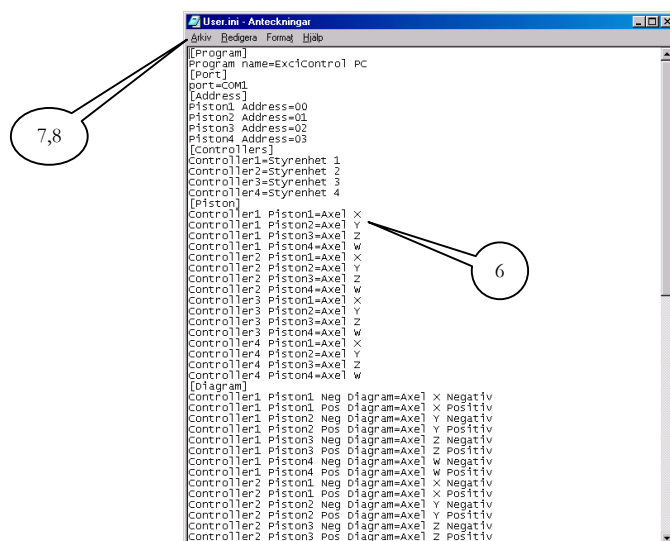 User.ini - Anteckningar
Arkiv Redigera Format Hjälp
[Program]
Program name=ExciControl PC
[Port]
port=COM1
[Address]
Piston1 Address=00
Piston2 Address=01
Piston3 Address=02
Piston4 Address=03
[Controllers]
Controller1=Styrenhet 1
Controller2=Styrenhet 2
Controller3=Styrenhet 3
Controller4=Styrenhet 4
[Piston]
Controller1 Piston1=Axel X
Controller1 Piston2=Axel Y
Controller1 Piston3=Axel Z
Controller1 Piston4=Axel W
Controller2 Piston1=Axel X
Controller2 Piston2=Axel Y
Controller2 Piston3=Axel Z
Controller2 Piston4=Axel W
Controller3 Piston1=Axel X
Controller3 Piston2=Axel Y
Controller3 Piston3=Axel Z
Controller3 Piston4=Axel W
Controller4 Piston1=Axel X
Controller4 Piston2=Axel Y
Controller4 Piston3=Axel Z
Controller4 Piston4=Axel W
[Diagram]
Controller1 Piston1 Neg Diagram=Axel X Negativ
Controller1 Piston1 Pos Diagram=Axel X Positiv
Controller1 Piston2 Neg Diagram=Axel Y Negativ
Controller1 Piston2 Pos Diagram=Axel Y Positiv
Controller1 Piston3 Neg Diagram=Axel Z Negativ
Controller1 Piston3 Pos Diagram=Axel Z Positiv
Controller1 Piston4 Neg Diagram=Axel W Negativ
Controller1 Piston4 Pos Diagram=Axel W Positiv
Controller2 Piston1 Neg Diagram=Axel X Negativ
Controller2 Piston1 Pos Diagram=Axel X Positiv
Controller2 Piston2 Neg Diagram=Axel Y Negativ
Controller2 Piston2 Pos Diagram=Axel Y Positiv
Controller2 Piston3 Neg Diagram=Axel Z Negativ
Controller2 Piston3 Pos Diagram=Axel Z Positiv
7,8
6